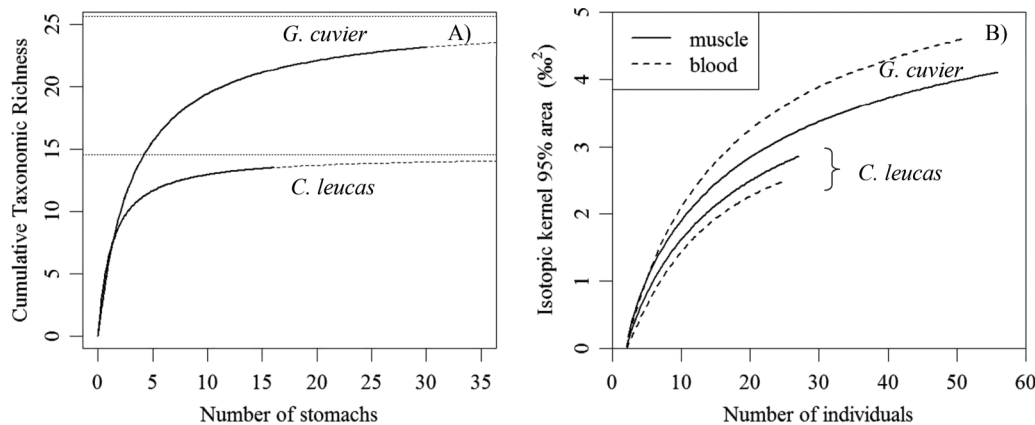 A)
G. cuvier
C. leucas
Cumulative Taxonomic Richness
0 5 10 15 20 25
0 5 10 15 20 25 30 35
Number of stomachs
B)
muscle
blood
G. cuvier
C. leucas
Isotopic kernel 95% area (‰²)
0 1 2 3 4 5
0 10 20 30 40 50 60
Number of individuals